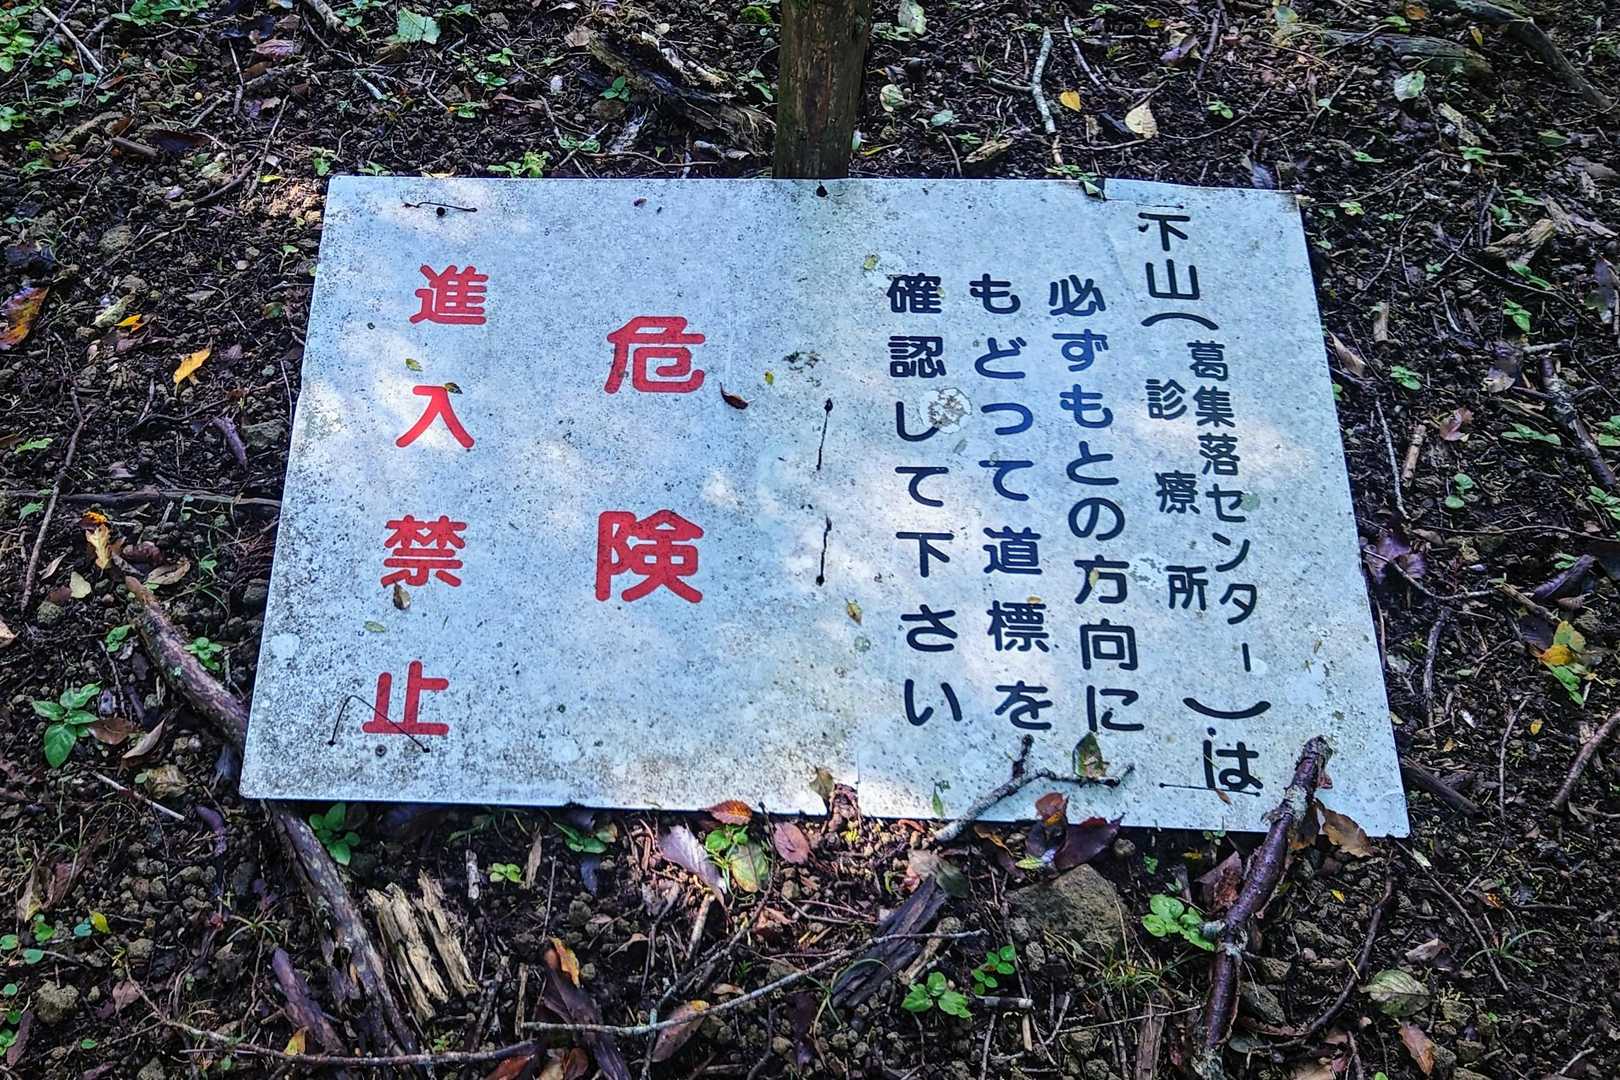 下山(葛集落センター
診療所)は
必ずもとの方向に
もどって道標を
確認して下さい
危険
進入禁止